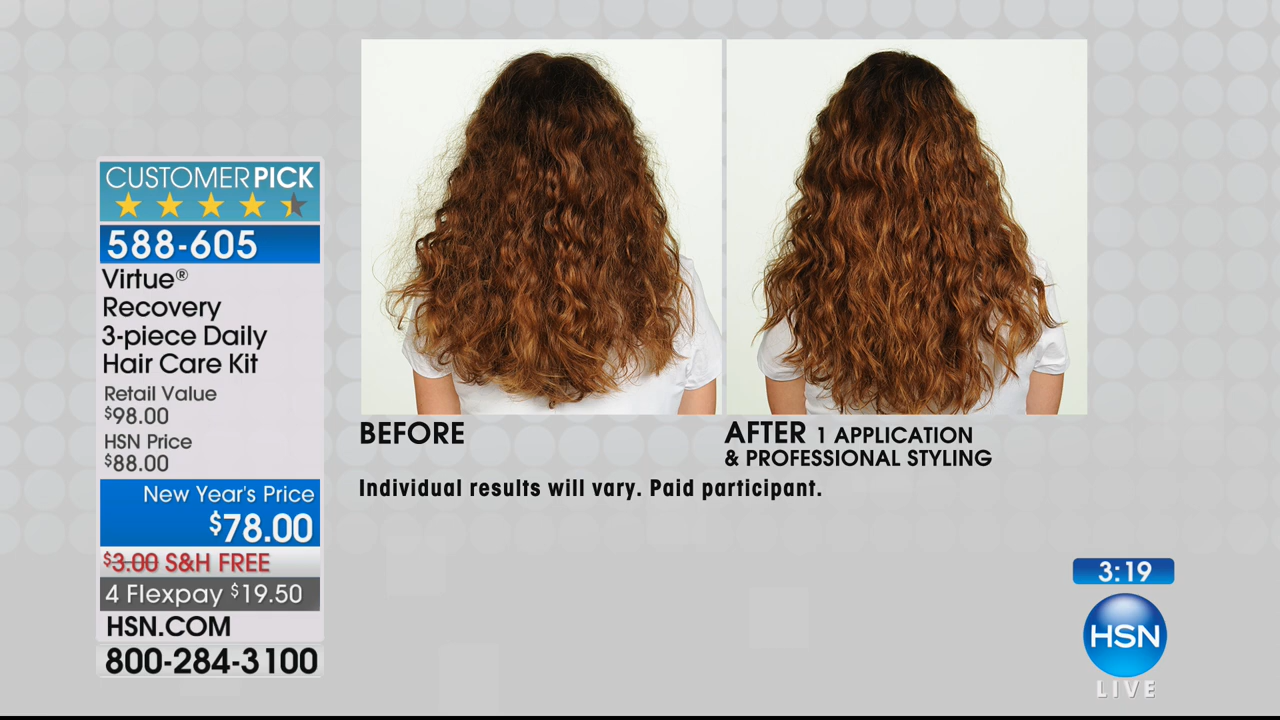 CUSTOMERPICK
588-605
Virtue®
Recovery
3-piece Daily
Hair Care Kit
Retail Value
$98.00
HSN Price
$88.00
New Year's Price
$78.00
$3.00 S&H FREE
4 Flexpay $19.50
HSN.COM
800-284-3100
BEFORE
AFTER 1 APPLICATION
& PROFESSIONAL STYLING
Individual results will vary. Paid participant.
3:19
HSN
LIVE